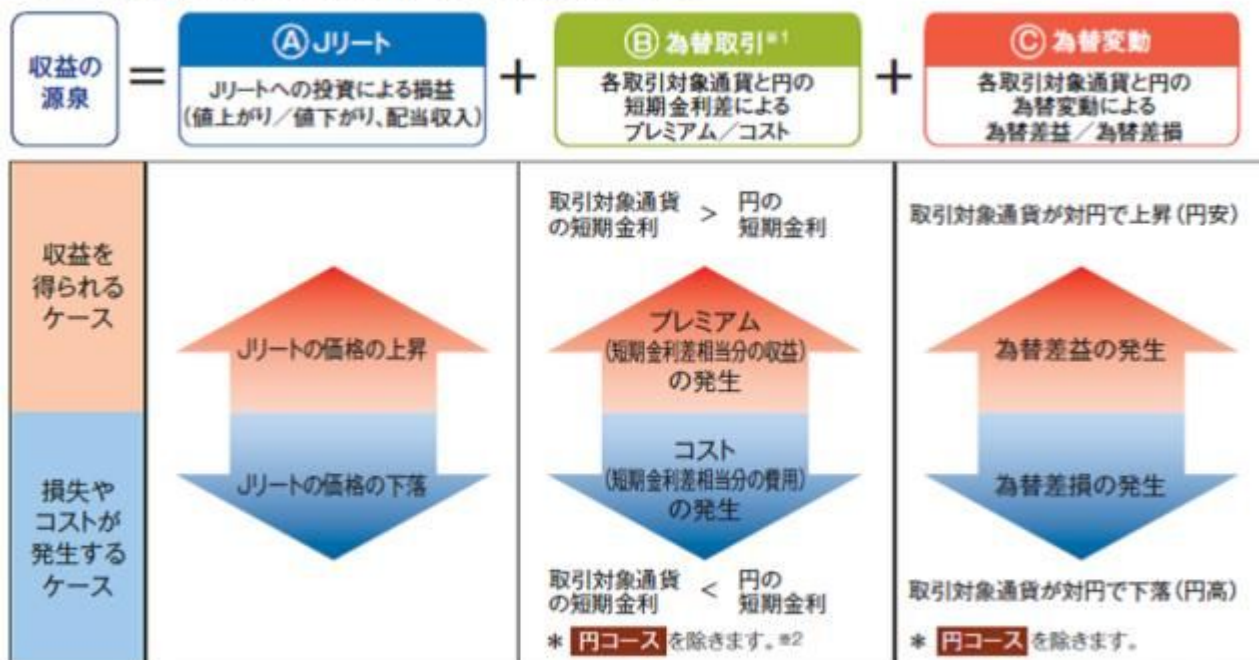 収益の
源泉
=
Ⓐ Jリート
Jリートへの投資による損益
(値上がり/値下がり、配当収入)
+
Ⓑ 為替取引※1
各取引対象通貨と円の
短期金利差による
プレミアム/コスト
+
Ⓒ 為替変動
各取引対象通貨と円の
為替変動による
為替差益/為替差損
収益を
得られる
ケース
Jリートの価格の上昇
取引対象通貨 > 円の
の短期金利 短期金利
プレミアム
(短期金利差相当分の収益)
の発生
取引対象通貨が対円で上昇(円安)
為替差益の発生
損失や
コストが
発生する
ケース
Jリートの価格の下落
コスト
(短期金利差相当分の費用)
の発生
取引対象通貨 < 円の
の短期金利 短期金利
* 円コース を除きます。※2
為替差損の発生
取引対象通貨が対円で下落(円高)
* 円コース を除きます。